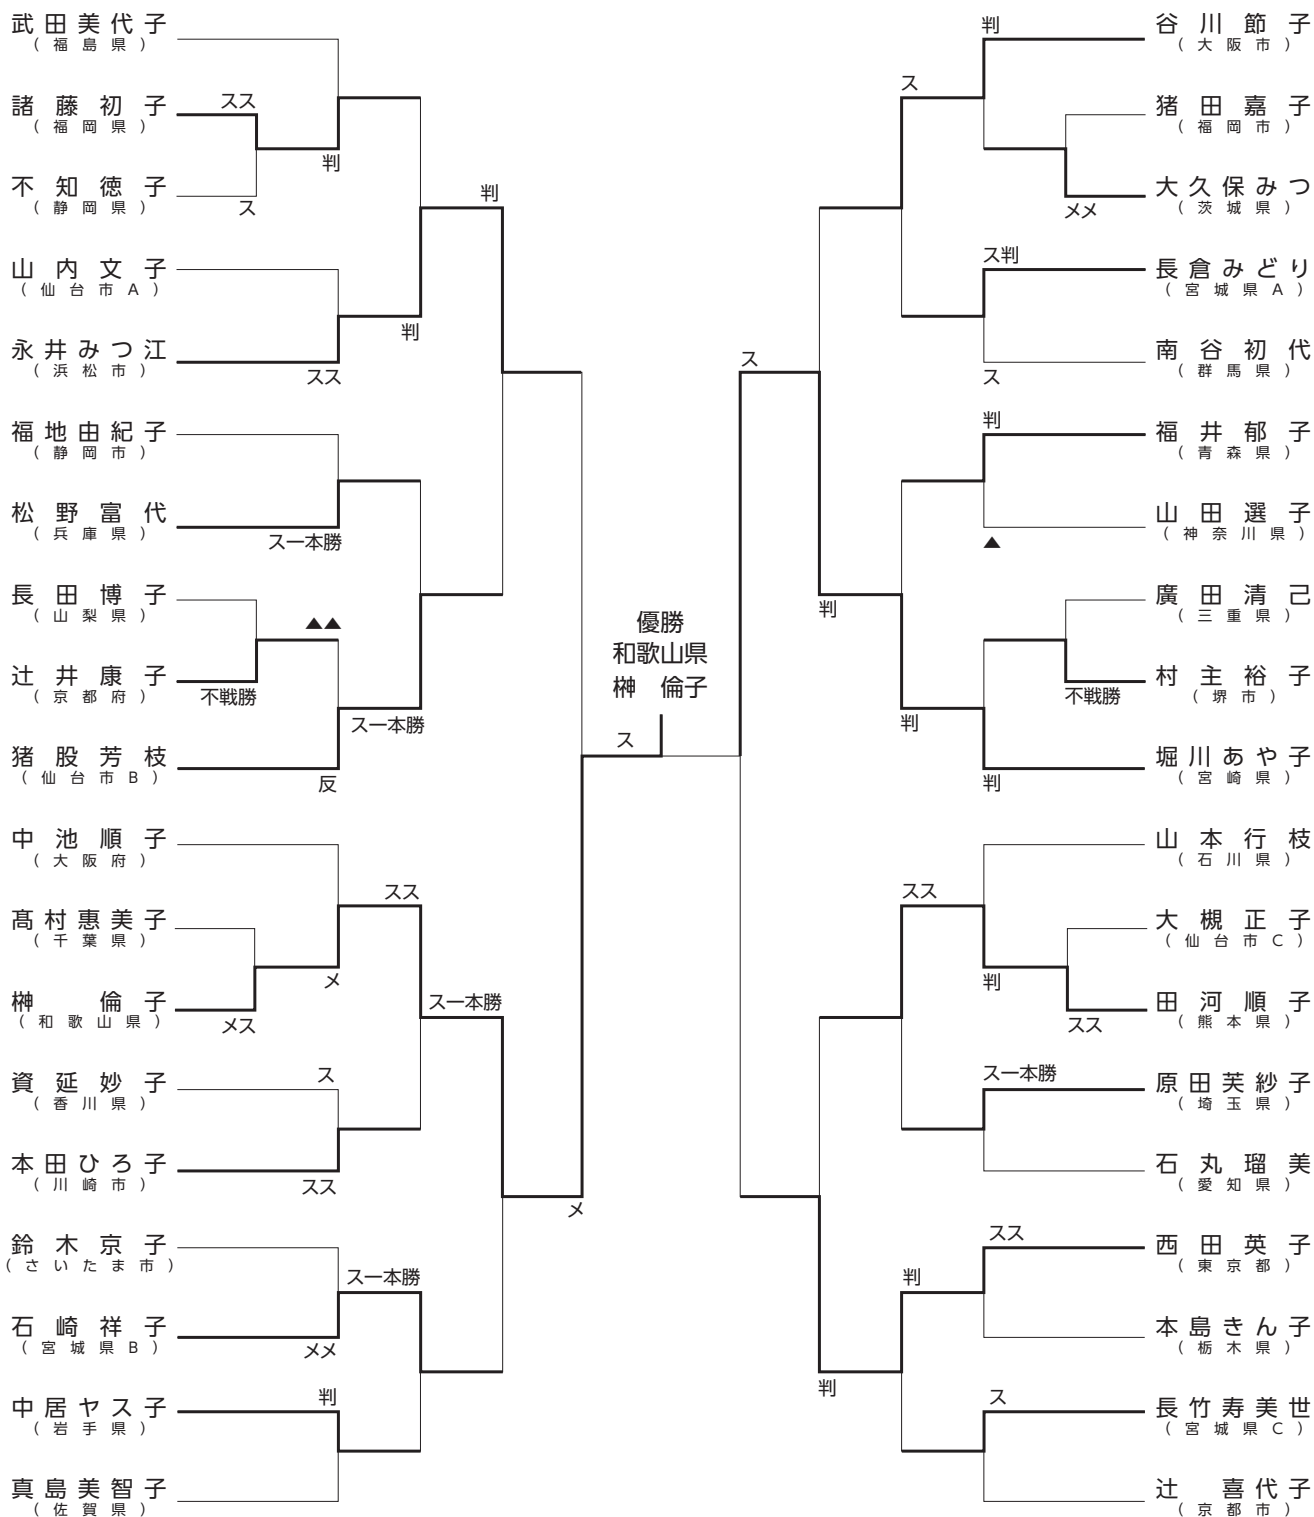 武田美代子
（福島県）
スス
諸藤初子
（福岡県）
判
不知徳子
（静岡県）
ス
判
山内文子
（仙台市A）
判
永井みつ江
（浜松市）
スス
福地由紀子
（静岡市）
松野富代
（兵庫県）
ス一本勝
長田博子
（山梨県）
▲▲
辻井康子
（京都府）
不戦勝
ス一本勝
猪股芳枝
（仙台市B）
反
中池順子
（大阪府）
スス
髙村惠美子
（千葉県）
メ
榊倫子
（和歌山県）
メス
ス一本勝
資延妙子
（香川県）
ス
本田ひろ子
（川崎市）
スス
メ
鈴木京子
（さいたま市）
ス一本勝
石崎祥子
（宮城県B）
メメ
中居ヤス子
（岩手県）
判
真島美智子
（佐賀県）
優勝
和歌山県
榊 倫子
ス
判
谷川節子
（大阪市）
ス
猪田嘉子
（福岡市）
大久保みつ
（茨城県）
メメ
ス判
長倉みどり
（宮城県A）
南谷初代
（群馬県）
ス
ス
判
福井郁子
（青森県）
山田選子
（神奈川県）
▲
廣田清己
（三重県）
判
村主裕子
（堺市）
不戦勝
判
堀川あや子
（宮崎県）
判
山本行枝
（石川県）
スス
大槻正子
（仙台市C）
判
田河順子
（熊本県）
スス
ス一本勝
原田芙紗子
（埼玉県）
石丸瑠美
（愛知県）
スス
西田英子
（東京都）
判
本島きん子
（栃木県）
判
ス
長竹寿美世
（宮城県C）
辻喜代子
（京都市）